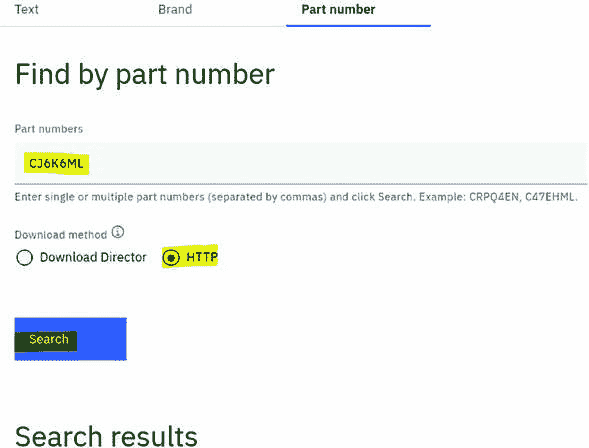 Text Brand Part number
Find by part number
Part numbers
CJ6K6ML
Enter single or multiple part numbers (separated by commas) and click Search. Example: CRPQ4EN, C47EHML.
Download method
Download Director HTTP
Search
Search results